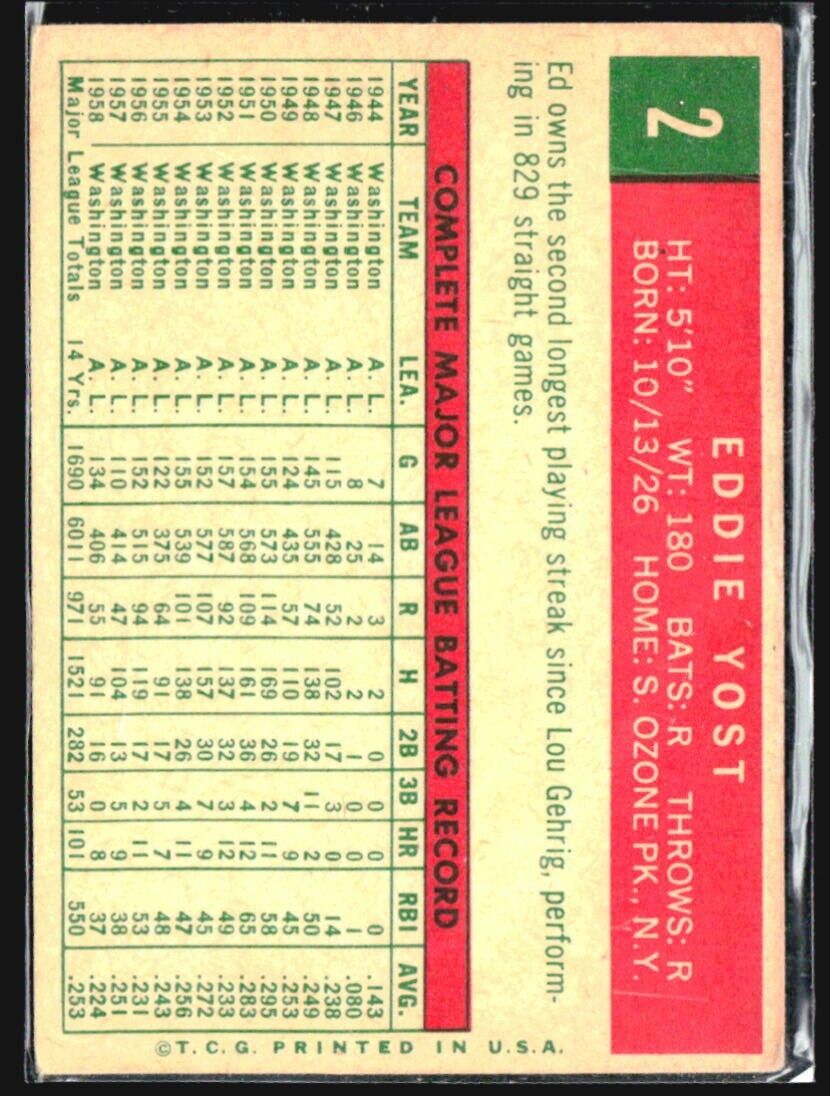 2
EDDIE YOST
HT: 5'10" WT: 180 BATS: R THROWS: R
BORN: 10/13/26 HOME: S. OZONE PK., N.Y.
Ed owns the second longest playing streak since Lou Gehrig, perform-
ing in 829 straight games.
COMPLETE MAJOR LEAGUE BATTING RECORD
YEAR TEAM LEA. G AB R H 2B 3B HR RBI AVG.
1944 Washington A. L. 7 14 3 2 0 0 0 0 .143
1946 Washington A. L. 8 25 2 2 1 0 0 1 .080
1947 Washington A. L. 115 428 52 102 17 3 0 14 .238
1948 Washington A. L. 145 555 74 138 32 11 2 50 .249
1949 Washington A. L. 124 435 57 110 19 7 9 45 .253
1950 Washington A. L. 155 573 114 169 26 2 11 58 .295
1951 Washington A. L. 154 568 109 161 36 4 12 65 .283
1952 Washington A. L. 157 587 92 137 32 3 12 49 .233
1953 Washington A. L. 152 577 107 157 30 7 9 45 .272
1954 Washington A. L. 155 539 101 138 26 4 11 47 .256
1955 Washington A. L. 122 375 64 91 17 5 7 48 .243
1956 Washington A. L. 152 515 94 119 17 2 11 53 .231
1957 Washington A. L. 110 414 47 104 13 5 9 38 .251
1958 Washington A. L. 134 406 55 91 16 0 8 37 .224
Major League Totals 14 Yrs. 1690 6011 971 1521 282 53 101 550 .253
©T.C.G. PRINTED IN U.S.A.